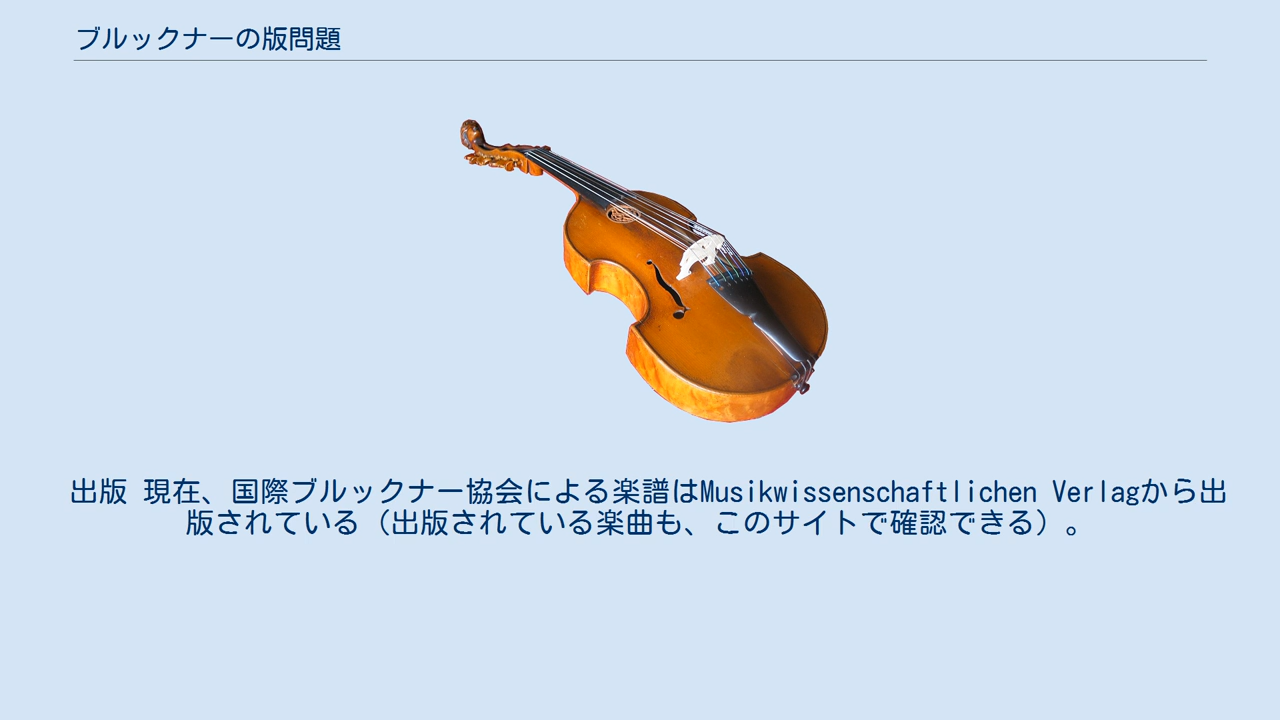 ブルックナーの版問題
出版 現在、国際ブルックナー協会による楽譜はMusikwissenschaftlichen Verlagから出
版されている（出版されている楽曲も、このサイトで確認できる）。